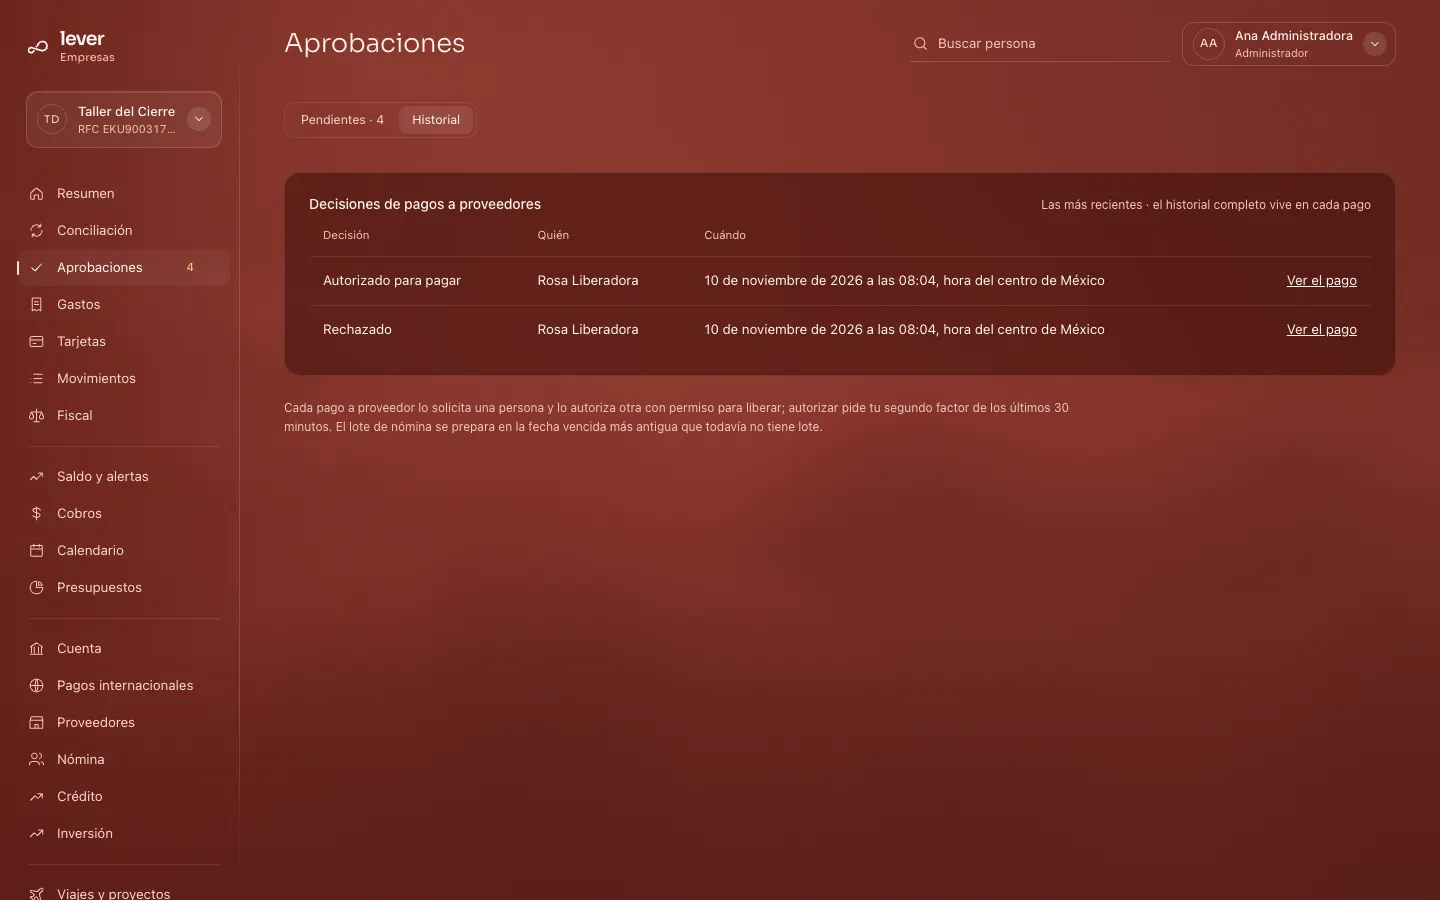 lever
Empresas
TD
Taller del Cierre
RFC EKU900317...
Resumen
Conciliación
Aprobaciones 4
Gastos
Tarjetas
Movimientos
Fiscal
Saldo y alertas
Cobros
Calendario
Presupuestos
Cuenta
Pagos internacionales
Proveedores
Nómina
Crédito
Inversión
Viajes y proyectos
Aprobaciones
Buscar persona
AA
Ana Administradora
Administrador
Pendientes · 4
Historial
Decisiones de pagos a proveedores
Las más recientes · el historial completo vive en cada pago
Decisión Quién Cuándo
Autorizado para pagar Rosa Liberadora 10 de noviembre de 2026 a las 08:04, hora del centro de México Ver el pago
Rechazado Rosa Liberadora 10 de noviembre de 2026 a las 08:04, hora del centro de México Ver el pago
Cada pago a proveedor lo solicita una persona y lo autoriza otra con permiso para liberar; autorizar pide tu segundo factor de los últimos 30
minutos. El lote de nómina se prepara en la fecha vencida más antigua que todavía no tiene lote.